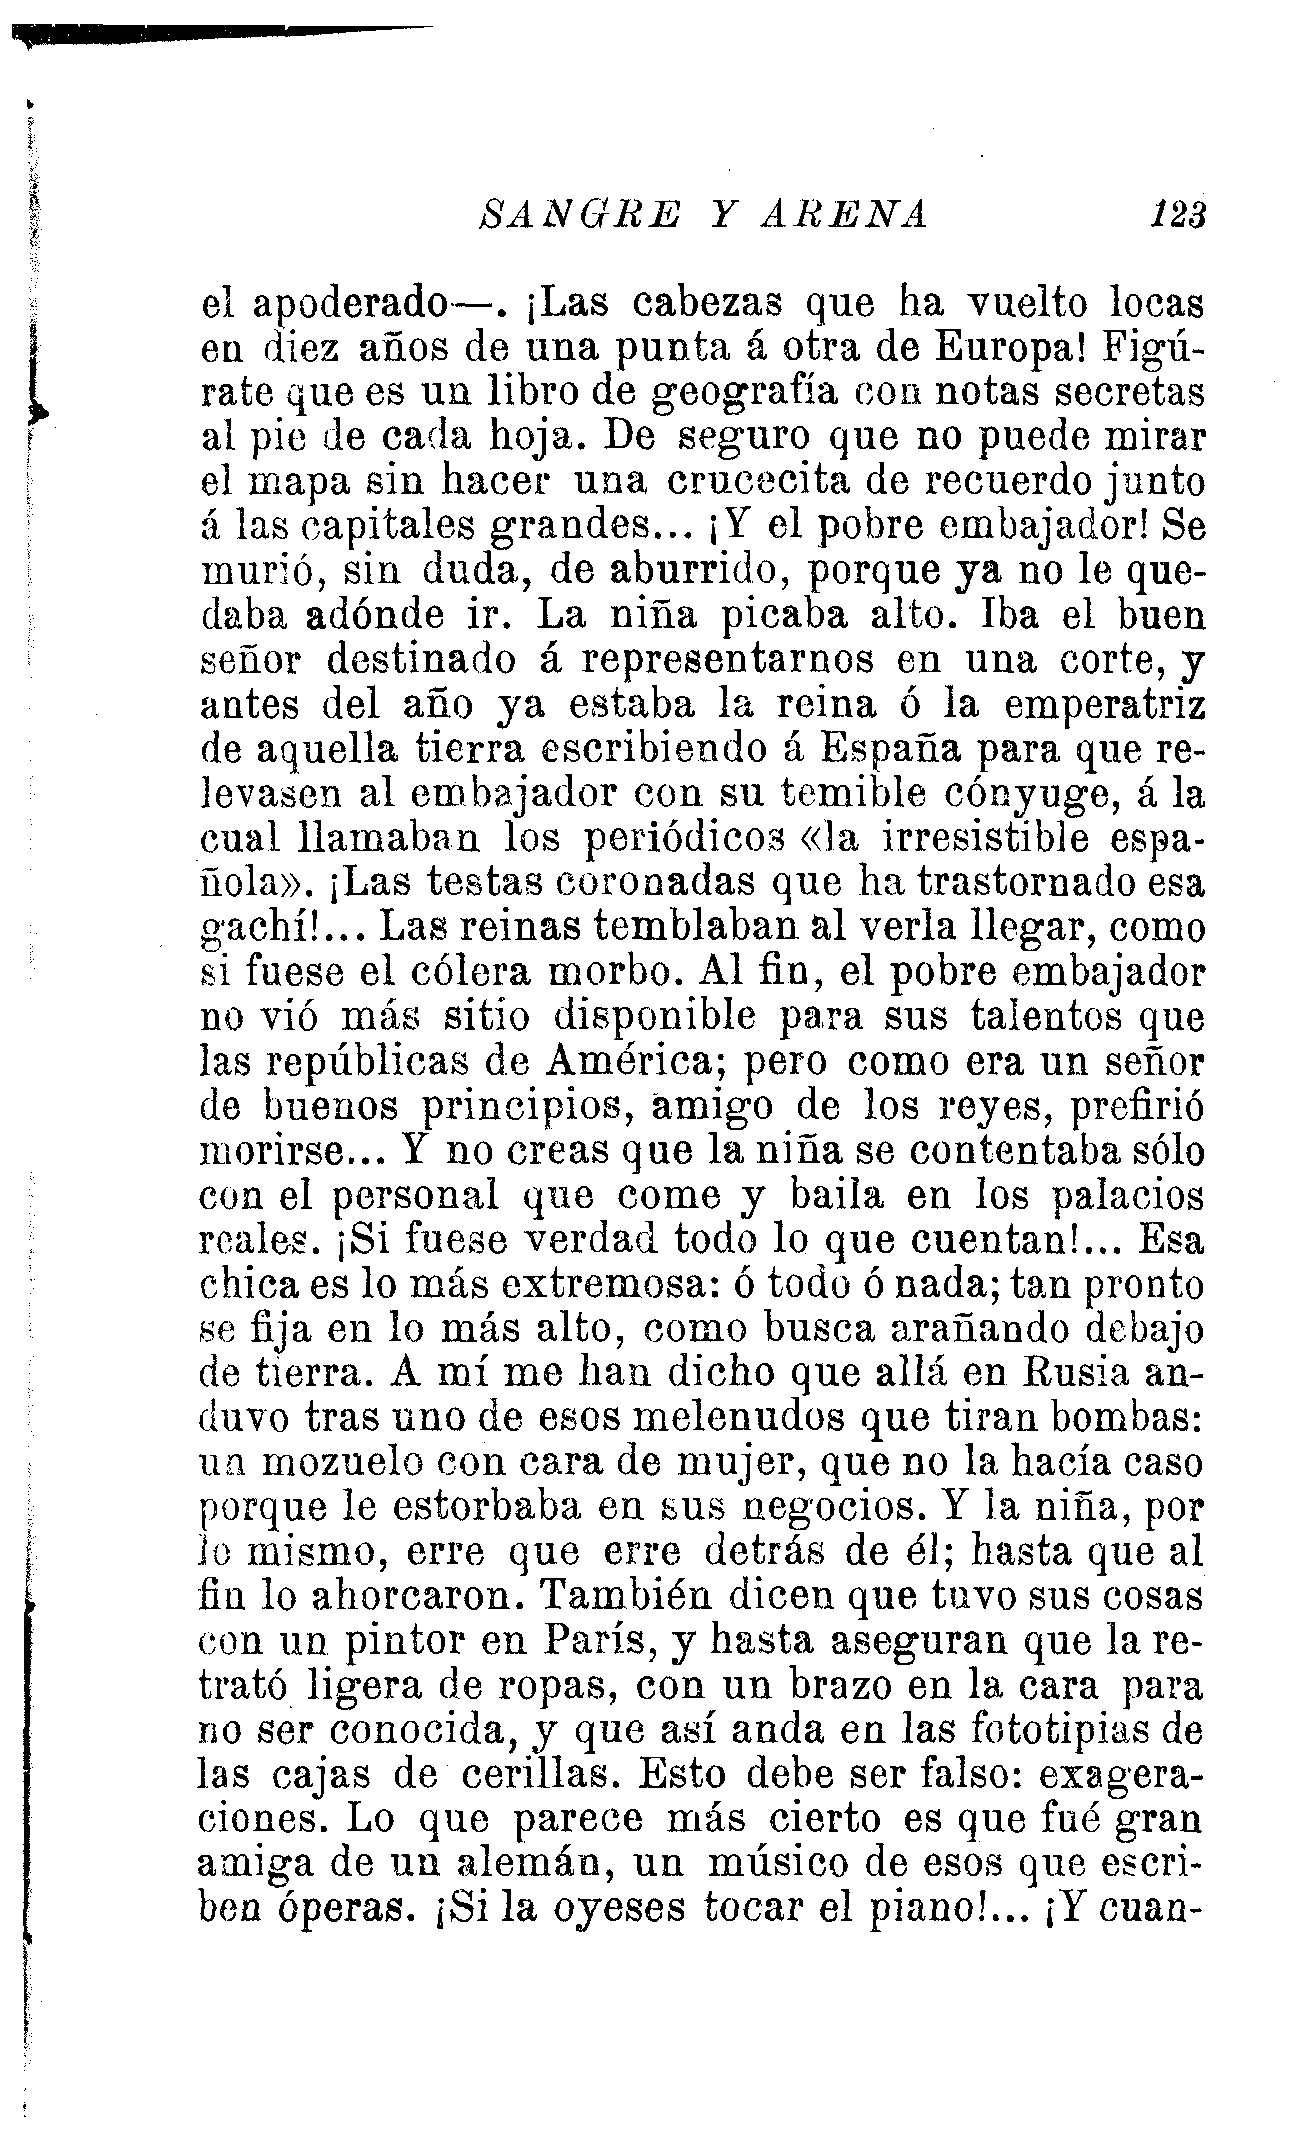 SANGRE Y ARENA 123
el apoderado—. ¡Las cabezas que ha vuelto locas
en diez años de una punta á otra de Europa! Figú-
rate que es un libro de geografía con notas secretas
al pie de cada hoja. De seguro que no puede mirar
el mapa sin hacer una crucecita de recuerdo junto
á las capitales grandes... ¡Y el pobre embajador! Se
murió, sin duda, de aburrido, porque ya no le que-
daba adónde ir. La niña picaba alto. Iba el buen
señor destinado á representarnos en una corte, y
antes del año ya estaba la reina ó la emperatriz
de aquella tierra escribiendo á España para que re-
levasen al embajador con su temible cónyuge, á la
cual llamaban los periódicos «la irresistible espa-
ñola». ¡Las testas coronadas que ha trastornado esa
gachí!... Las reinas temblaban al verla llegar, como
si fuese el cólera morbo. Al fin, el pobre embajador
no vió más sitio disponible para sus talentos que
las repúblicas de América; pero como era un señor
de buenos principios, amigo de los reyes, prefirió
morirse... Y no creas que la niña se contentaba sólo
con el personal que come y baila en los palacios
reales. ¡Si fuese verdad todo lo que cuentan!... Esa
chica es lo más extremosa: ó todo ó nada; tan pronto
se fija en lo más alto, como busca arañando debajo
de tierra. A mí me han dicho que allá en Rusia an-
duvo tras uno de esos melenudos que tiran bombas:
un mozuelo con cara de mujer, que no la hacía caso
porque le estorbaba en sus negocios. Y la niña, por
lo mismo, erre que erre detrás de él; hasta que al
fin lo ahorcaron. También dicen que tuvo sus cosas
con un pintor en París, y hasta aseguran que la re-
trató ligera de ropas, con un brazo en la cara para
no ser conocida, y que así anda en las fototipias de
las cajas de cerillas. Esto debe ser falso: exagera-
ciones. Lo que parece más cierto es que fué gran
amiga de un alemán, un músico de esos que escri-
ben óperas. ¡Si la oyeses tocar el piano!... ¡Y cuan-